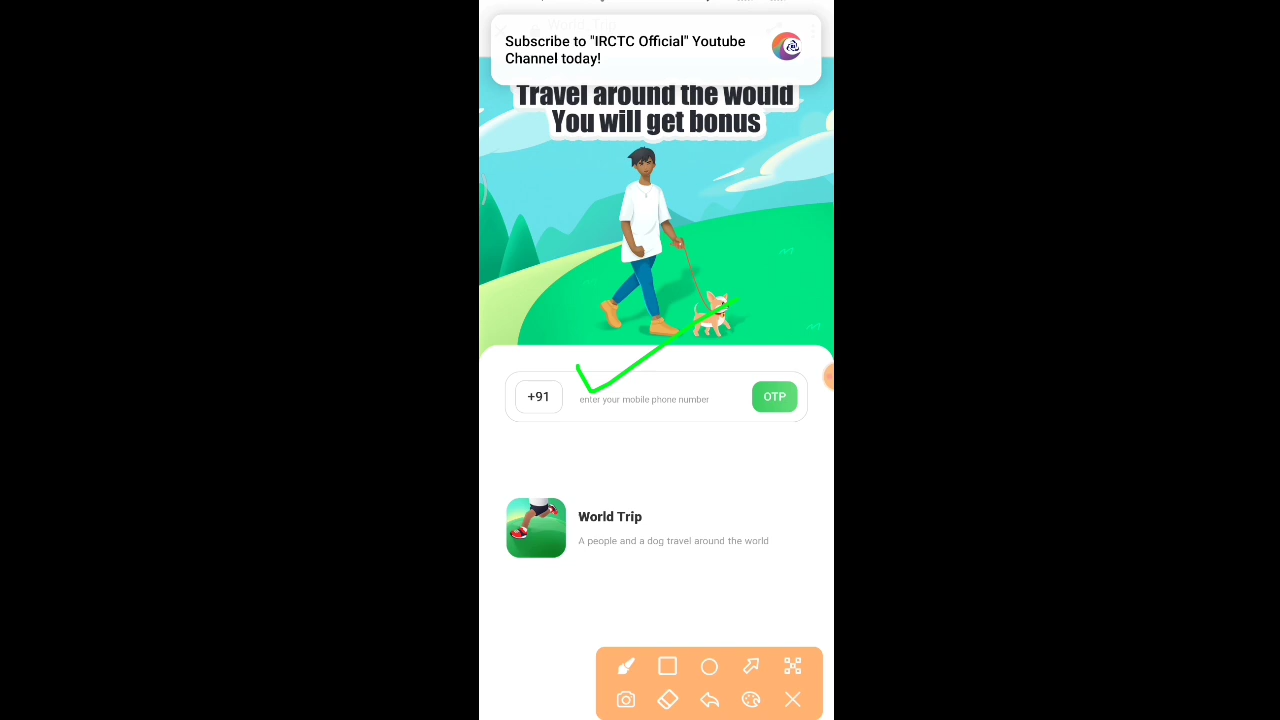 Subscribe to "IRCTC Official" Youtube
Channel today!
Travel around the would
You will get bonus
+91
enter your mobile phone number
OTP
World Trip
A people and a dog travel around the world